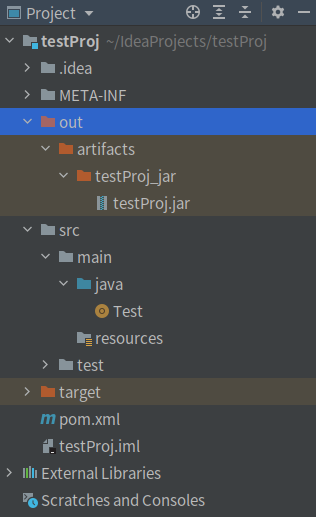 Project
testProj ~/IdeaProjects/testProj
.idea
META-INF
out
artifacts
testProj_jar
testProj.jar
src
main
java
Test
resources
test
target
m pom.xml
testProj.iml
External Libraries
Scratches and Consoles